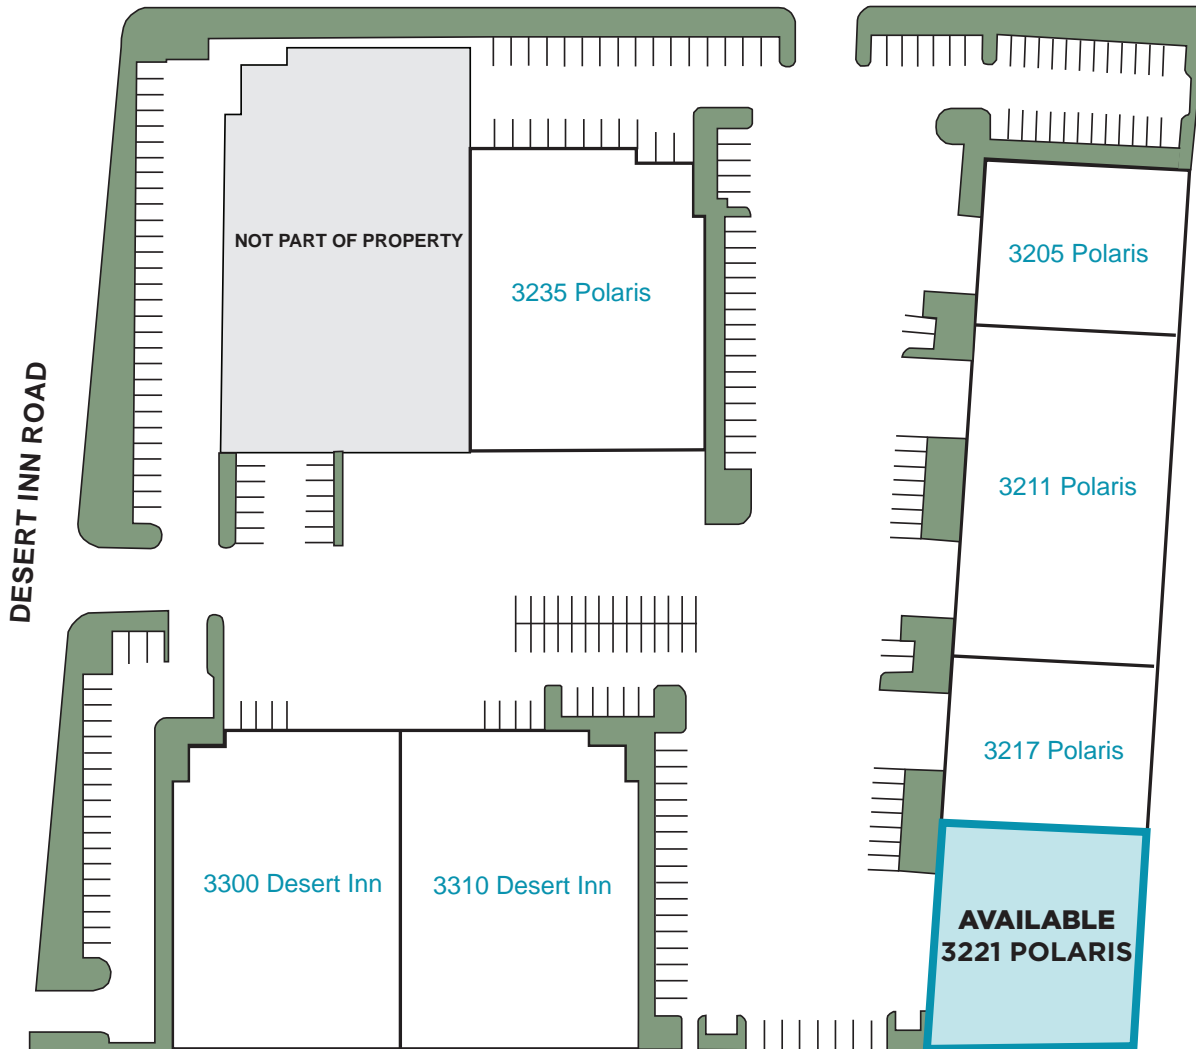 NOT PART OF PROPERTY
3205 Polaris
3235 Polaris
DESERT INN ROAD
3211 Polaris
3217 Polaris
3300 Desert Inn
3310 Desert Inn
AVAILABLE
3221 POLARIS